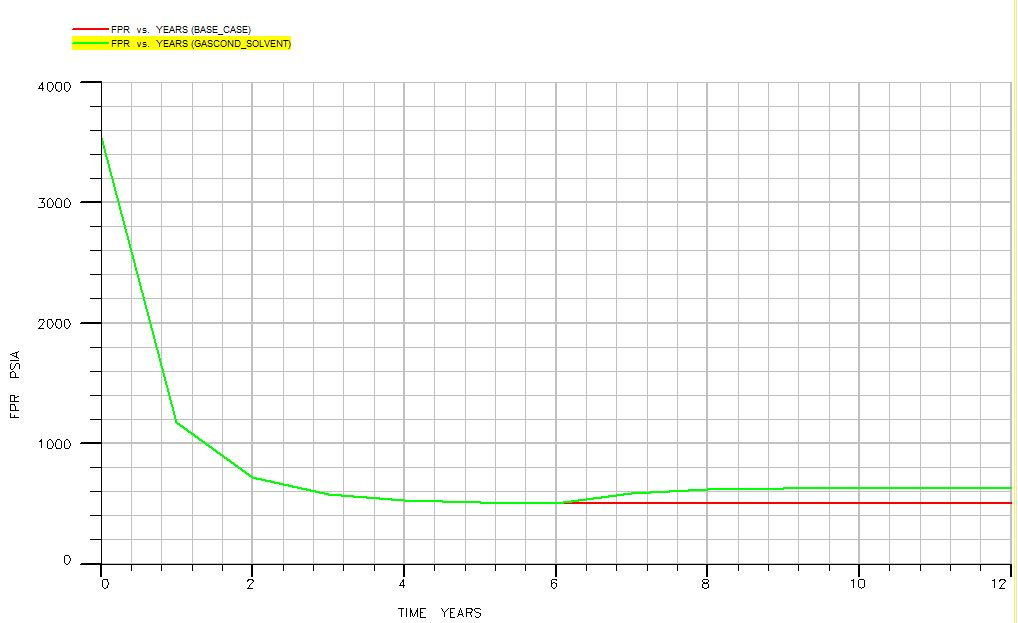 FPR vs. YEARS (BASE_CASE)
FPR vs. YEARS (GASCOND_SOLVENT)
4000
3000
2000
1000
0
FPR PSIA
0 2 4 6 8 10 12
TIME YEARS